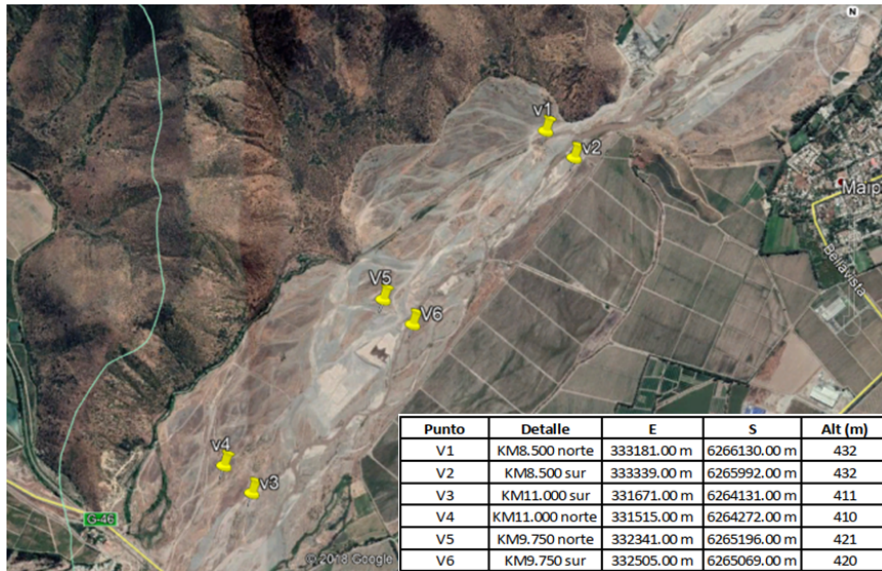 N
v1
v2
Maip
Bellavista
V5
V6
v4
v3
G-46
© 2018 Google
Punto Detalle E S Alt (m)
V1 KM8.500 norte 333181.00 m 6266130.00 m 432
V2 KM8.500 sur 333339.00 m 6265992.00 m 432
V3 KM11.000 sur 331671.00 m 6264131.00 m 411
V4 KM11.000 norte 331515.00 m 6264272.00 m 410
V5 KM9.750 norte 332341.00 m 6265196.00 m 421
V6 KM9.750 sur 332505.00 m 6265069.00 m 420